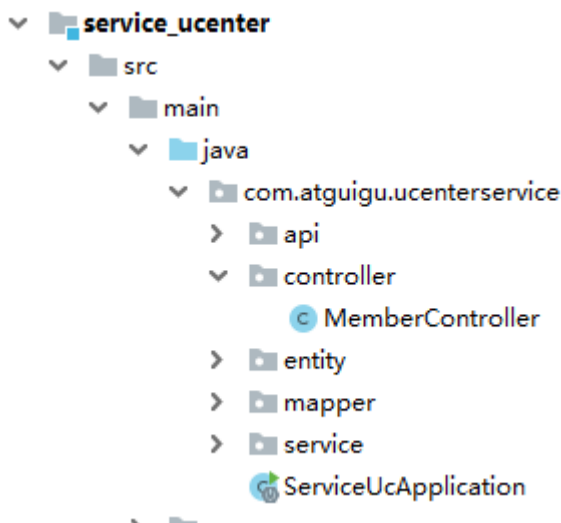 service_ucenter
src
main
java
com.atguigu.ucenterservice
api
controller
MemberController
entity
mapper
service
ServiceUcApplication